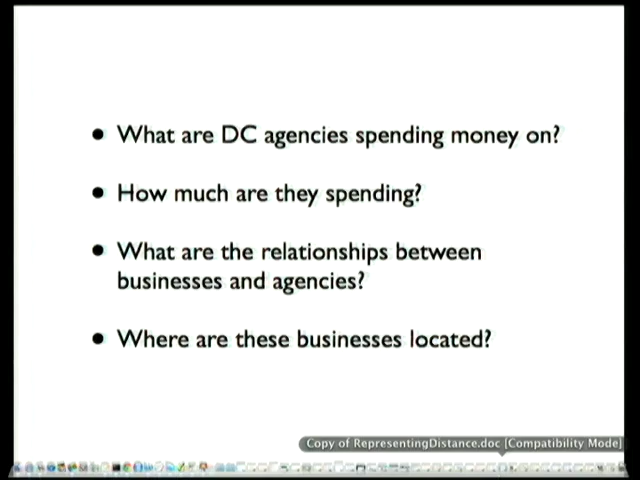 • What are DC agencies spending money on?
• How much are they spending?
• What are the relationships between
businesses and agencies?
• Where are these businesses located?
Copy of RepresentingDistance.doc [Compatibility Mode]